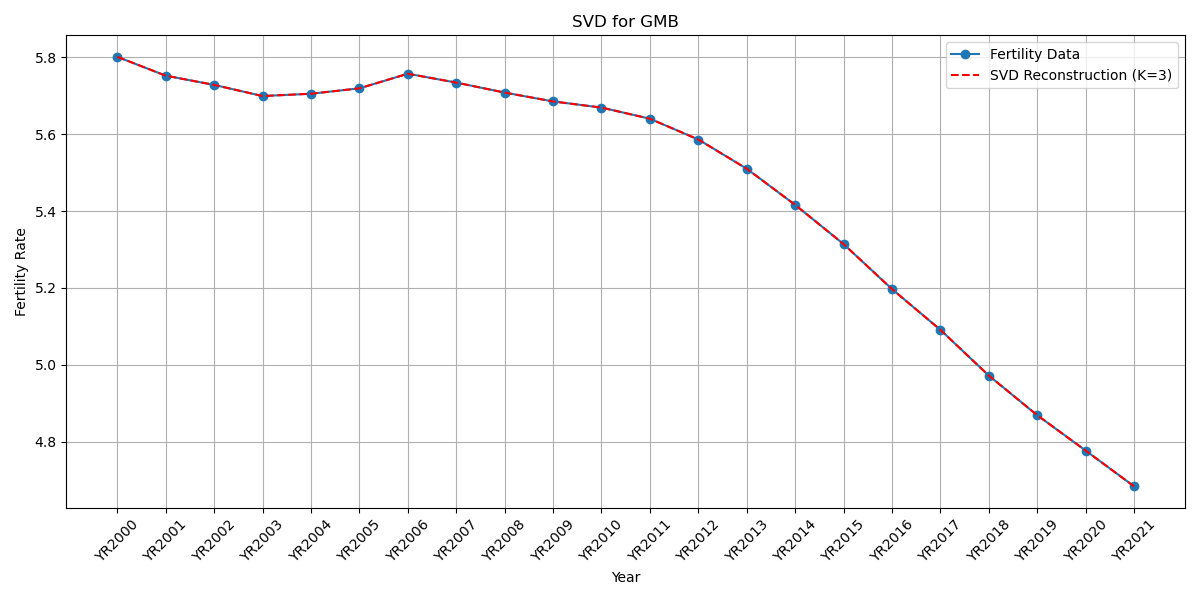 SVD for GMB
Fertility Data
SVD Reconstruction (K=3)
Fertility Rate
5.8
5.6
5.4
5.2
5.0
4.8
YR2000
YR2001
YR2002
YR2003
YR2004
YR2005
YR2006
YR2007
YR2008
YR2009
YR2010
YR2011
YR2012
YR2013
YR2014
YR2015
YR2016
YR2017
YR2018
YR2019
YR2020
YR2021
Year